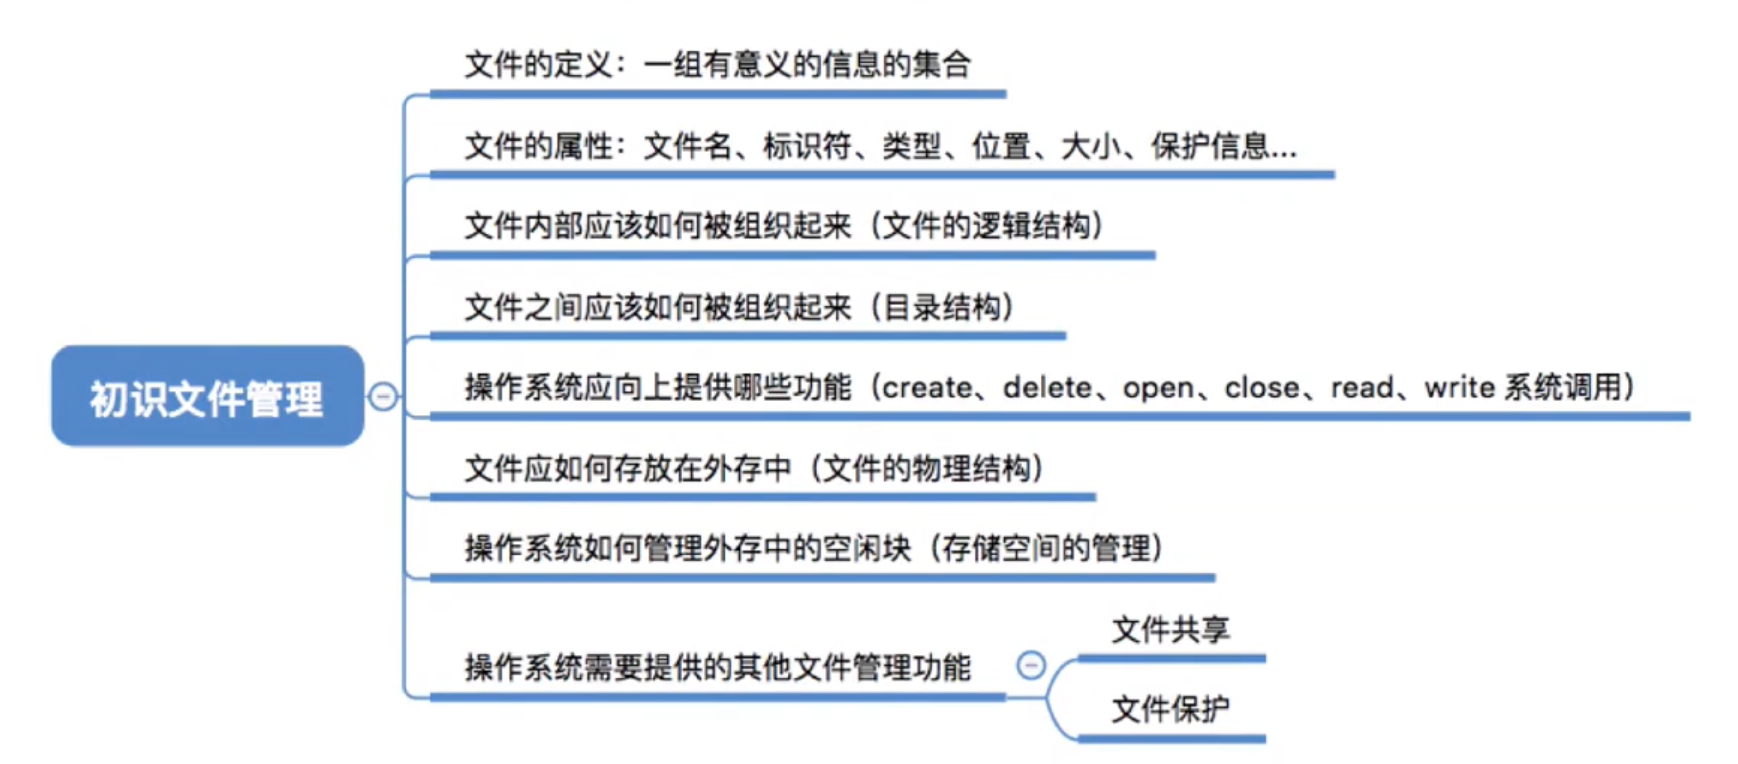 初识文件管理
文件的定义：一组有意义的信息的集合
文件的属性：文件名、标识符、类型、位置、大小、保护信息...
文件内部应该如何被组织起来（文件的逻辑结构）
文件之间应该如何被组织起来（目录结构）
操作系统应向上提供哪些功能（create、delete、open、close、read、write 系统调用）
文件应如何存放在外存中（文件的物理结构）
操作系统如何管理外存中的空闲块（存储空间的管理）
操作系统需要提供的其他文件管理功能
文件共享
文件保护